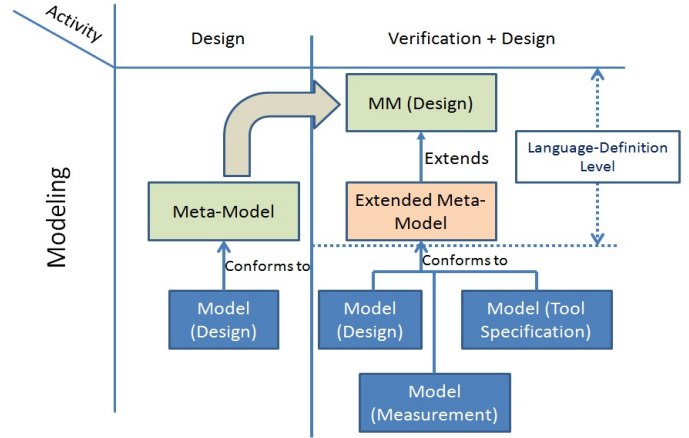 Activity
Design
Verification + Design
Modeling
MM (Design)
Extends
Language-Definition
Level
Meta-Model
Extended Meta-
Model
Conforms to
Conforms to
Model
(Design)
Model
(Design)
Model (Tool
Specification)
Model
(Measurement)